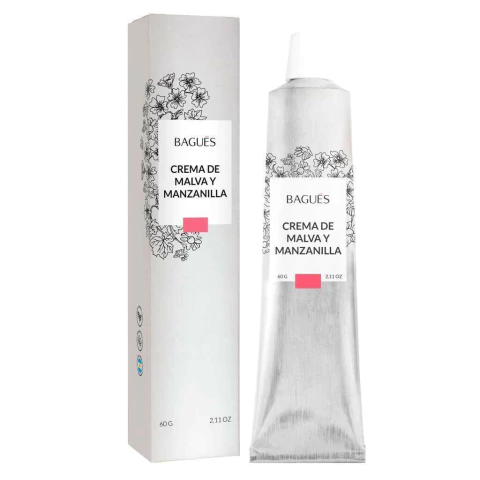 BAGUÉS
CREMA DE
MALVA Y
MANZANILLA
60 G 2,11 OZ
BAGUÉS
CREMA DE
MALVA Y
MANZANILLA
60 G 2,11 OZ